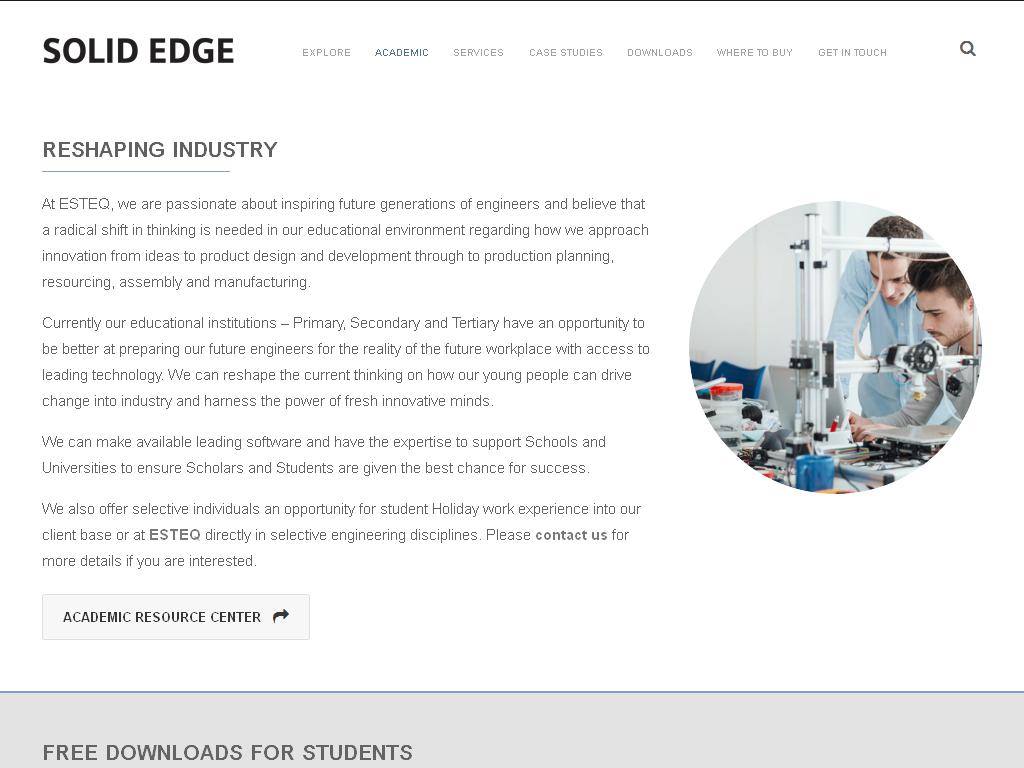 SOLID EDGE
EXPLORE
ACADEMIC
SERVICES
CASE STUDIES
DOWNLOADS
WHERE TO BUY
GET IN TOUCH
RESHAPING INDUSTRY
At ESTEQ, we are passionate about inspiring future generations of engineers and believe that
a radical shift in thinking is needed in our educational environment regarding how we approach
innovation from ideas to product design and development through to production planning,
resourcing, assembly and manufacturing.
Currently our educational institutions – Primary, Secondary and Tertiary have an opportunity to
be better at preparing our future engineers for the reality of the future workplace with access to
leading technology. We can reshape the current thinking on how our young people can drive
change into industry and harness the power of fresh innovative minds.
We can make available leading software and have the expertise to support Schools and
Universities to ensure Scholars and Students are given the best chance for success.
We also offer selective individuals an opportunity for student Holiday work experience into our
client base or at ESTEQ directly in selective engineering disciplines. Please contact us for
more details if you are interested.
ACADEMIC RESOURCE CENTER
FREE DOWNLOADS FOR STUDENTS